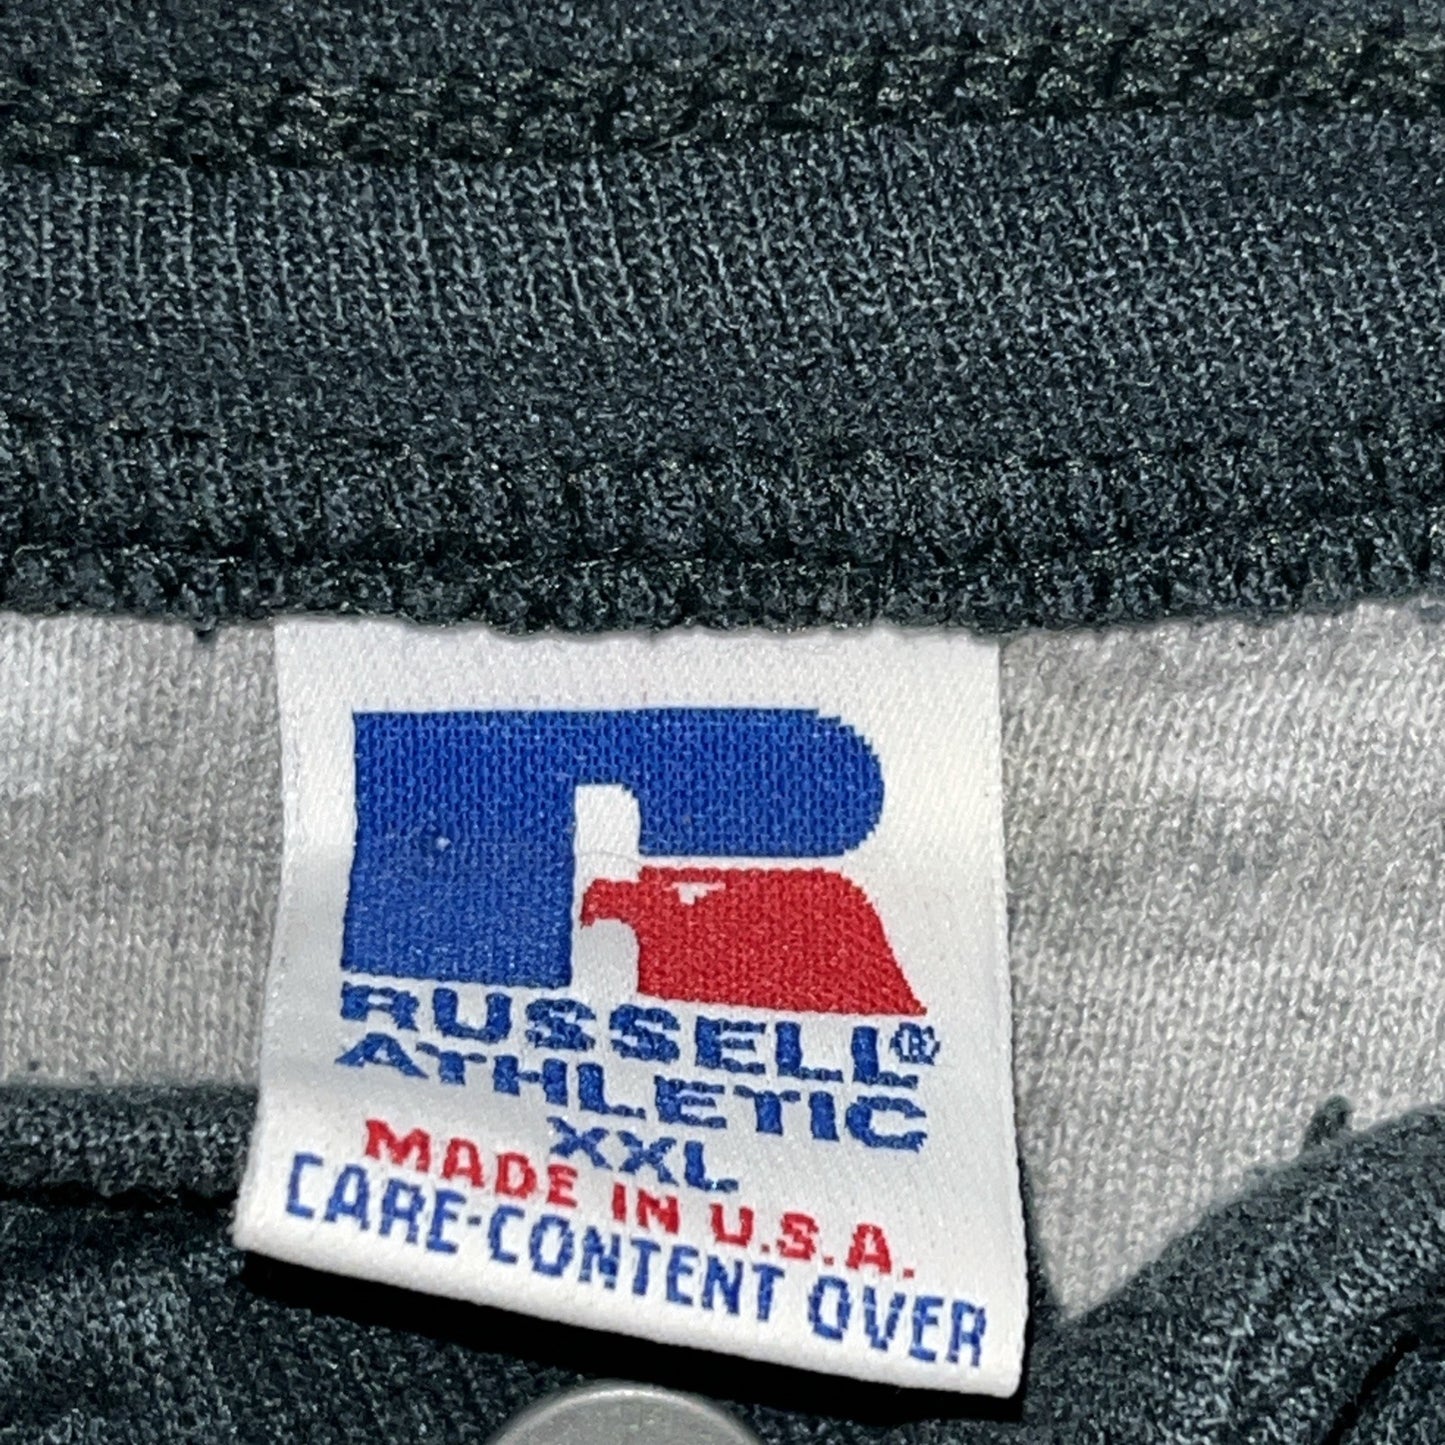 RUSSELL®
ATHLETIC
XXL
MADE IN U.S.A.
CARE-CONTENT OVER